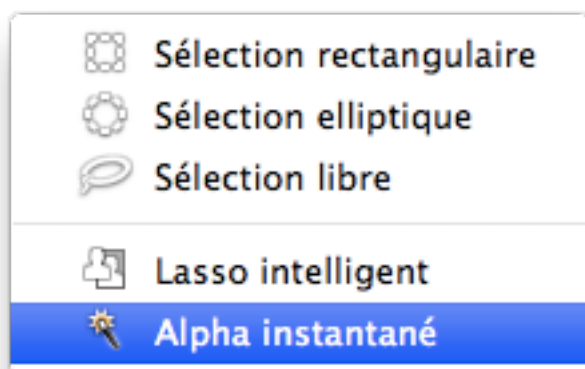 Sélection rectangulaire
Sélection elliptique
Sélection libre
Lasso intelligent
Alpha instantané